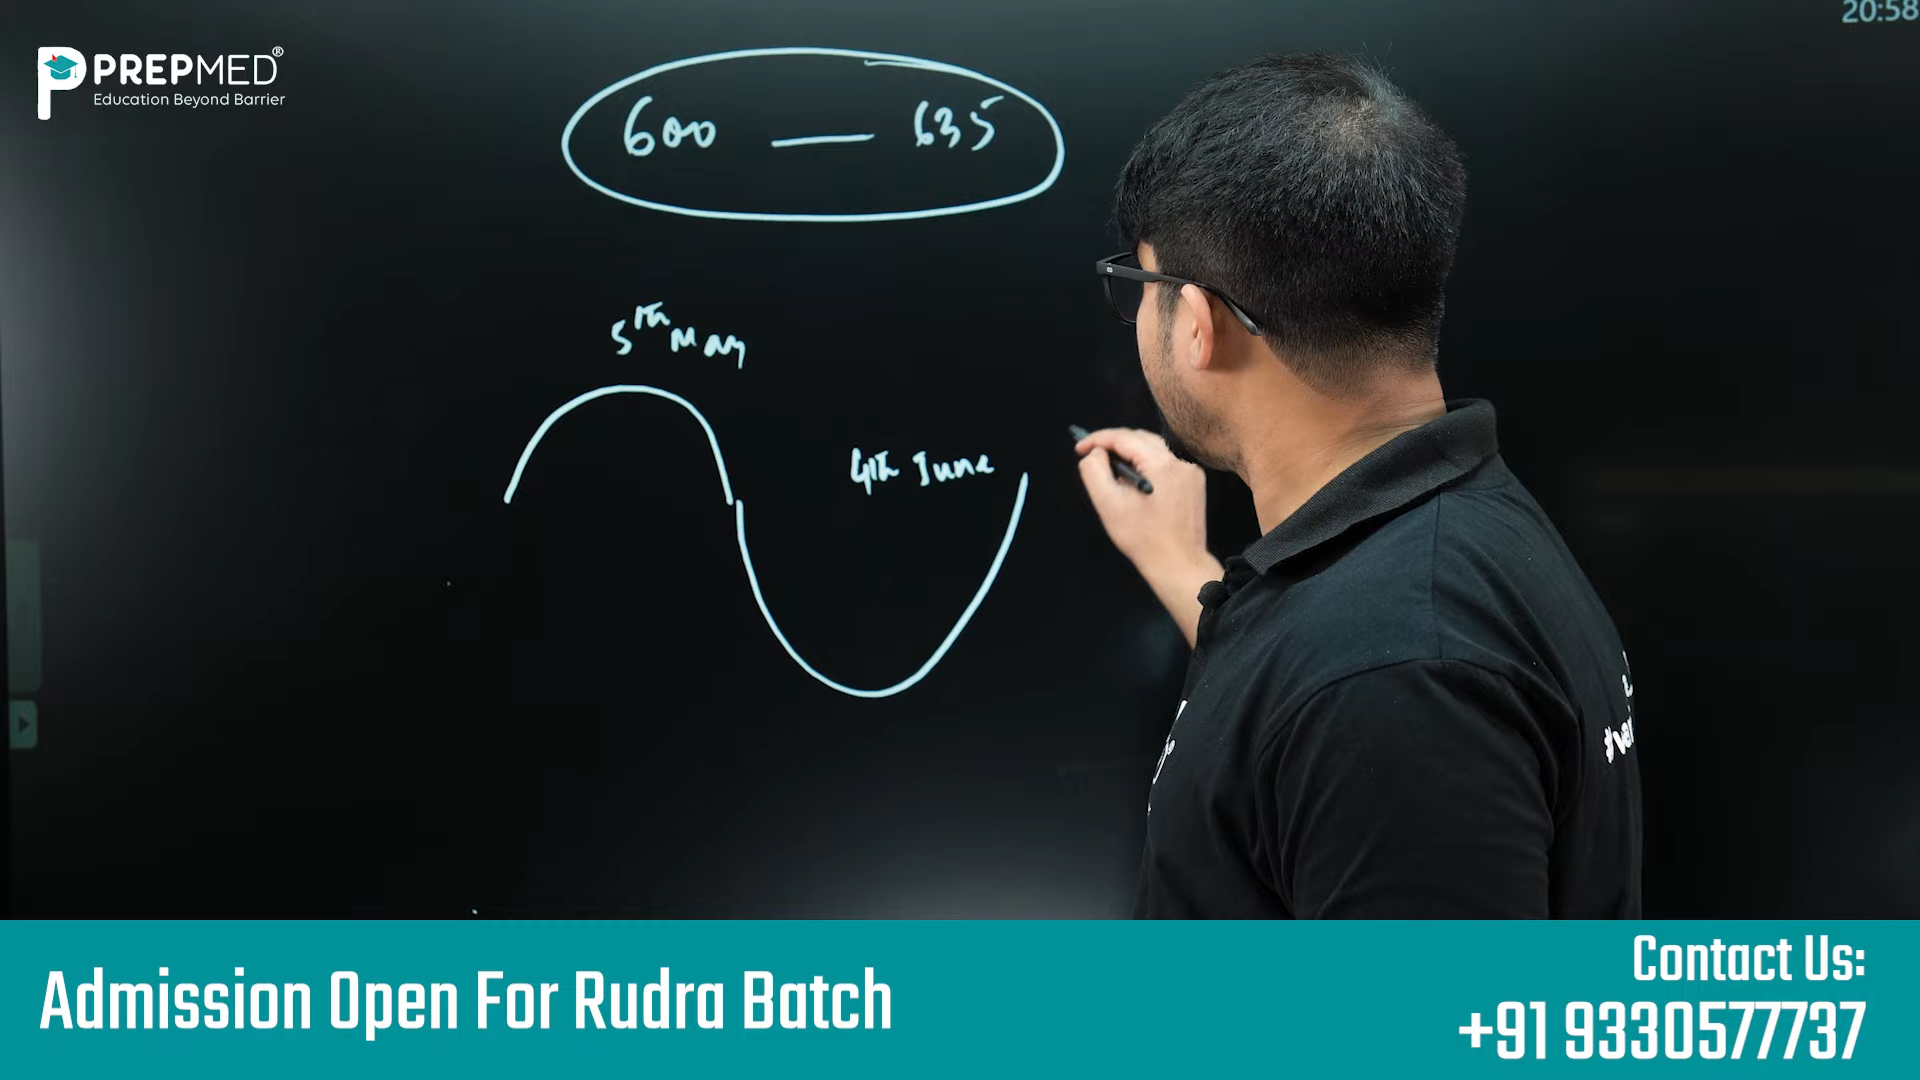 20:58
PREPMED®
Education Beyond Barrier
600 — 635
5th May
4th June
Admission Open For Rudra Batch
Contact Us:
+91 9330577737